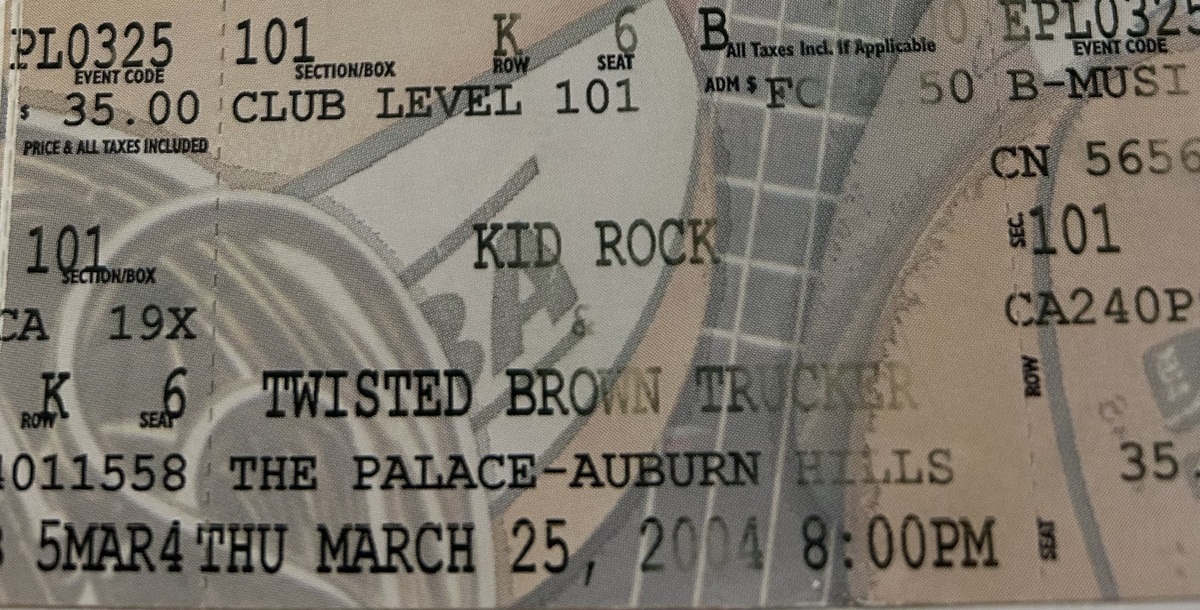 PL0325 101 K 6 B EPL0325
EVENT CODE SECTION/BOX ROW SEAT All Taxes Incl. If Applicable EVENT CODE
$ 35.00 CLUB LEVEL 101 ADM $ FC 50 B-MUSI
PRICE & ALL TAXES INCLUDED
CN 5656
101 KID ROCK SEC. 101
SECTION/BOX
CA 19X & CA240P
K 6 TWISTED BROWN TRUCKER ROW
ROW SEAT
4011558 THE PALACE-AUBURN HILLS 35
5MAR4 THU MARCH 25, 2004 8:00PM SEAT